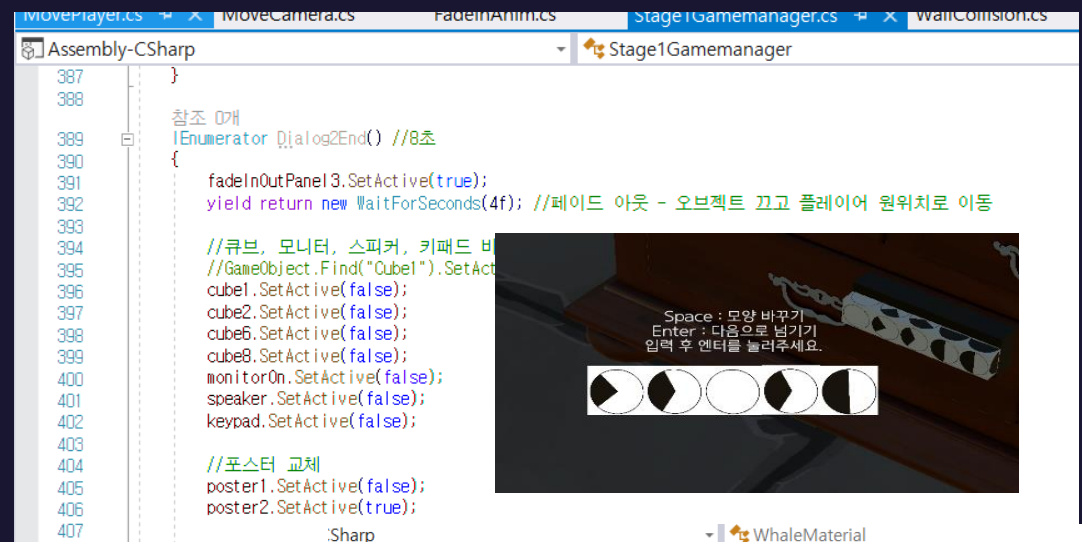 MovePlayer.cs
MoveCamera.cs
FadeInAnim.cs
Stage1Gamemanager.cs
WallCollision.cs
Assembly-CSharp
Stage1Gamemanager
387 }
388
참조 0개
389 IEnumerator Dialog2End() //8초
390 {
391 fadeInOutPanel3.SetActive(true);
392 yield return new WaitForSeconds(4f); //페이드 아웃 - 오브젝트 끄고 플레이어 원위치로 이동
393
394 //큐브, 모니터, 스피커, 키패드
395 //GameObject.Find("Cube1").SetAct
396 cube1.SetActive(false);
397 cube2.SetActive(false);
398 cube6.SetActive(false);
399 cube8.SetActive(false);
400 monitorOn.SetActive(false);
401 speaker.SetActive(false);
402 keypad.SetActive(false);
403
404 //포스터 교체
405 poster1.SetActive(false);
406 poster2.SetActive(true);
407
Space : 모양 바꾸기
Enter : 다음으로 넘기기
입력 후 엔터를 눌러주세요.
CSharp
WhaleMaterial